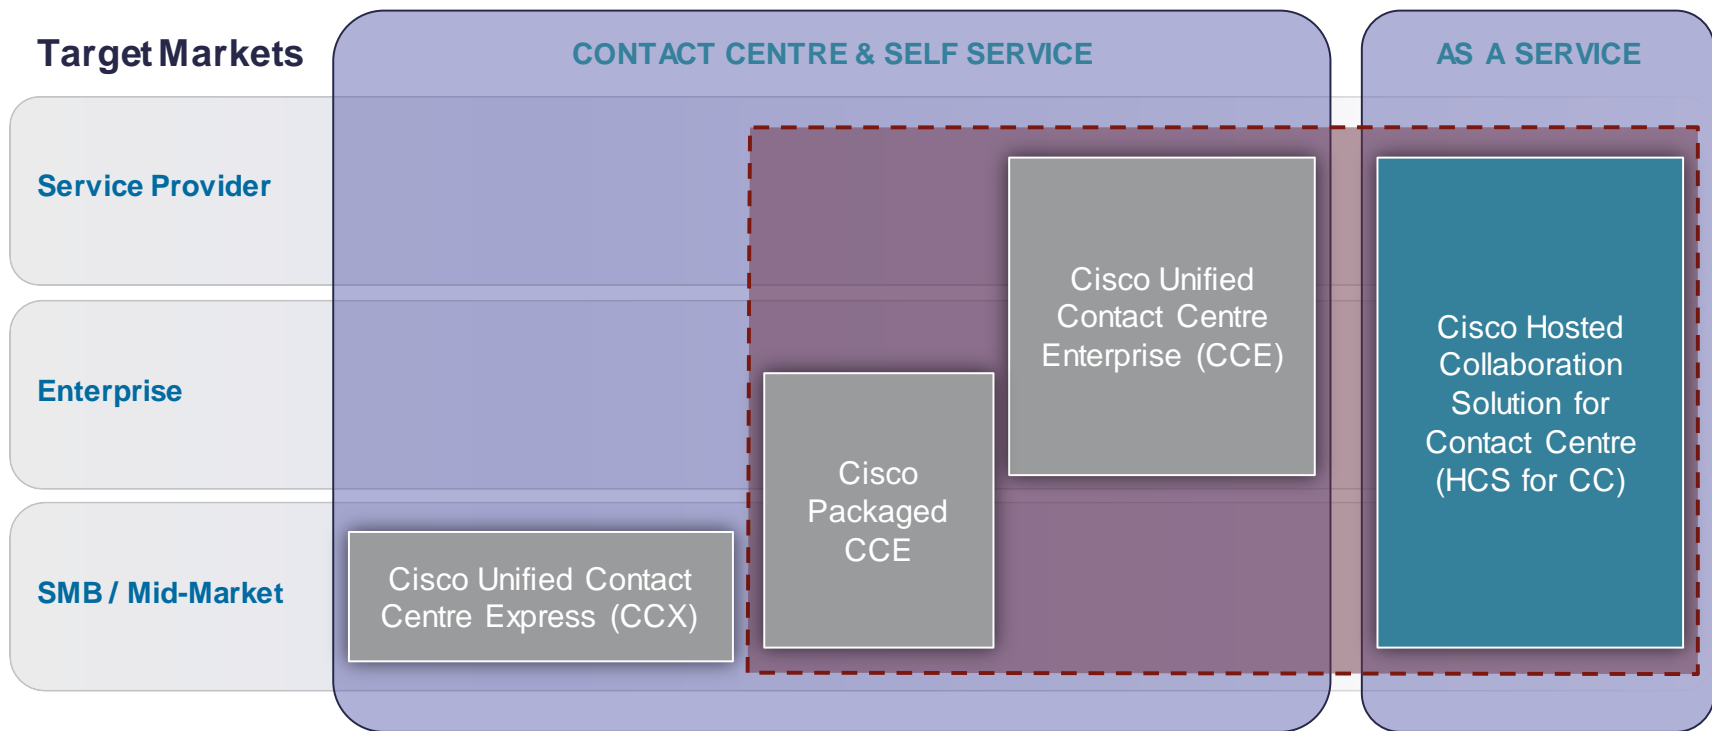 Target Markets
CONTACT CENTRE & SELF SERVICE
AS A SERVICE
Service Provider
Enterprise
SMB / Mid-Market
Cisco Unified Contact
Centre Express (CCX)
Cisco
Packaged
CCE
Cisco Unified
Contact Centre
Enterprise (CCE)
Cisco Hosted
Collaboration
Solution for
Contact Centre
(HCS for CC)